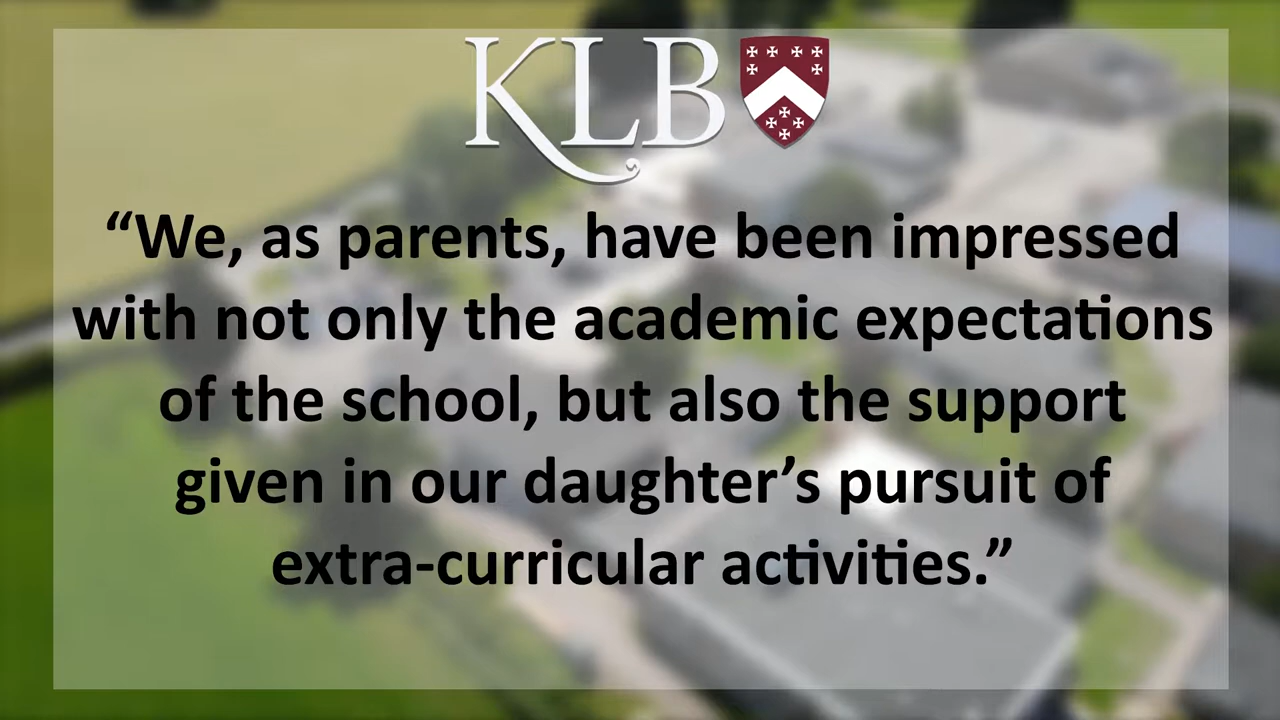 KLB
“We, as parents, have been impressed
with not only the academic expectations
of the school, but also the support
given in our daughter’s pursuit of
extra-curricular activities.”